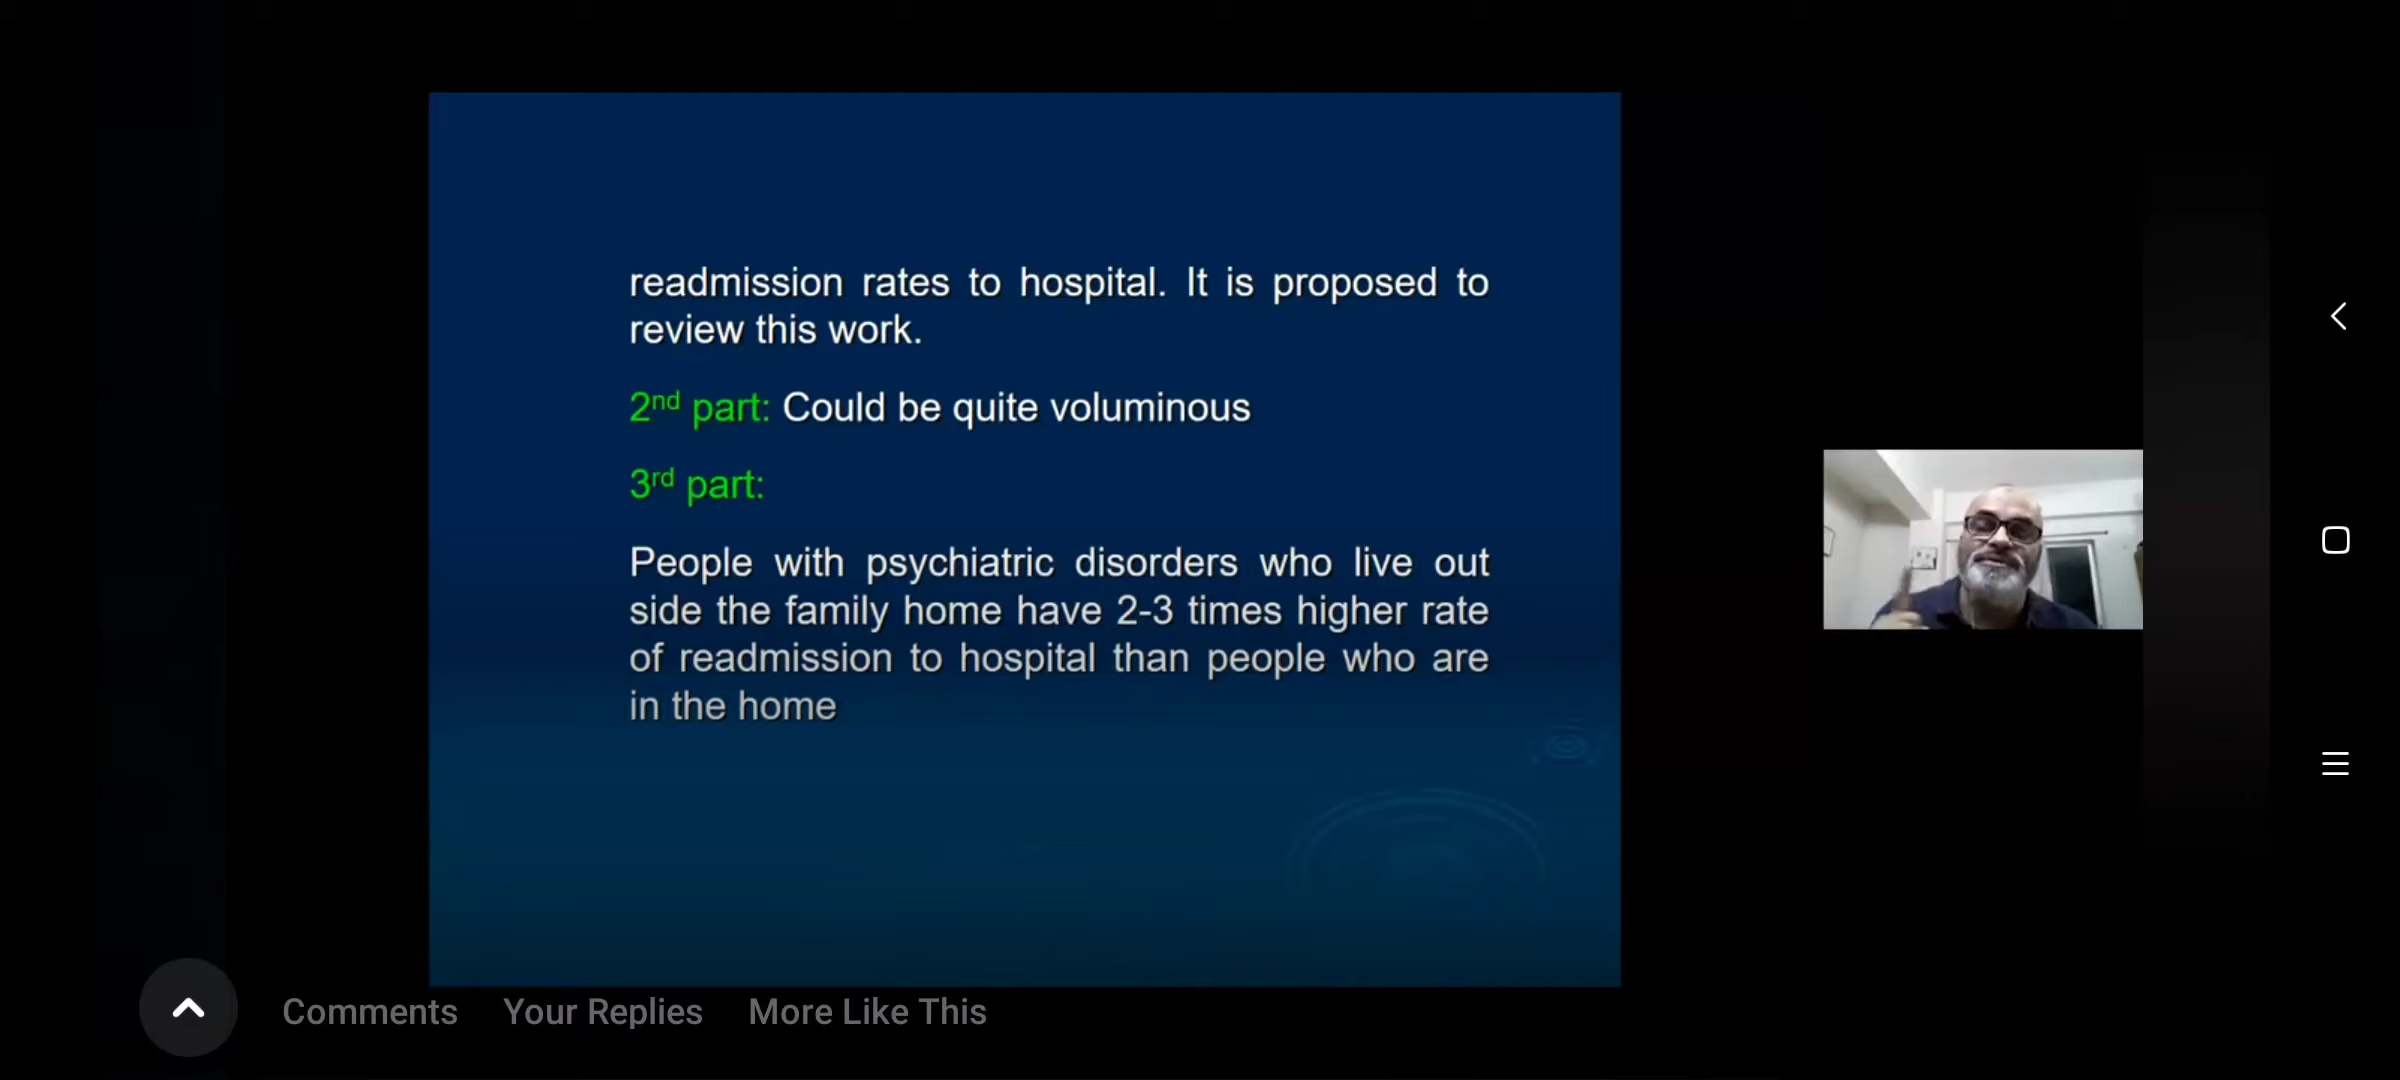 readmission rates to hospital. It is proposed to
review this work.
2nd part: Could be quite voluminous
3rd part:
People with psychiatric disorders who live out
side the family home have 2-3 times higher rate
of readmission to hospital than people who are
in the home
Comments Your Replies More Like This